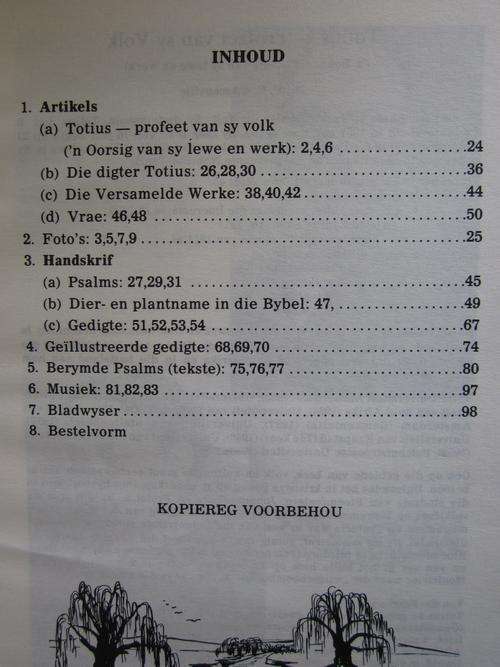 INHOUD
1. Artikels
(a) Totius — profeet van sy volk
('n Oorsig van sy lewe en werk): 2,4,6 ........................24
(b) Die digter Totius: 26,28,30 ........................36
(c) Die Versamelde Werke: 38,40,42 ........................44
(d) Vrae: 46,48 ........................50
2. Foto's: 3,5,7,9 ........................25
3. Handskrif
(a) Psalms: 27,29,31 ........................45
(b) Dier- en plantname in die Bybel: 47, ........................49
(c) Gedigte: 51,52,53,54 ........................67
4. Geïllustreerde gedigte: 68,69,70 ........................74
5. Berymde Psalms (tekste): 75,76,77 ........................80
6. Musiek: 81,82,83 ........................97
7. Bladwyser ........................98
8. Bestelvorm
KOPIEREG VOORBEHOU